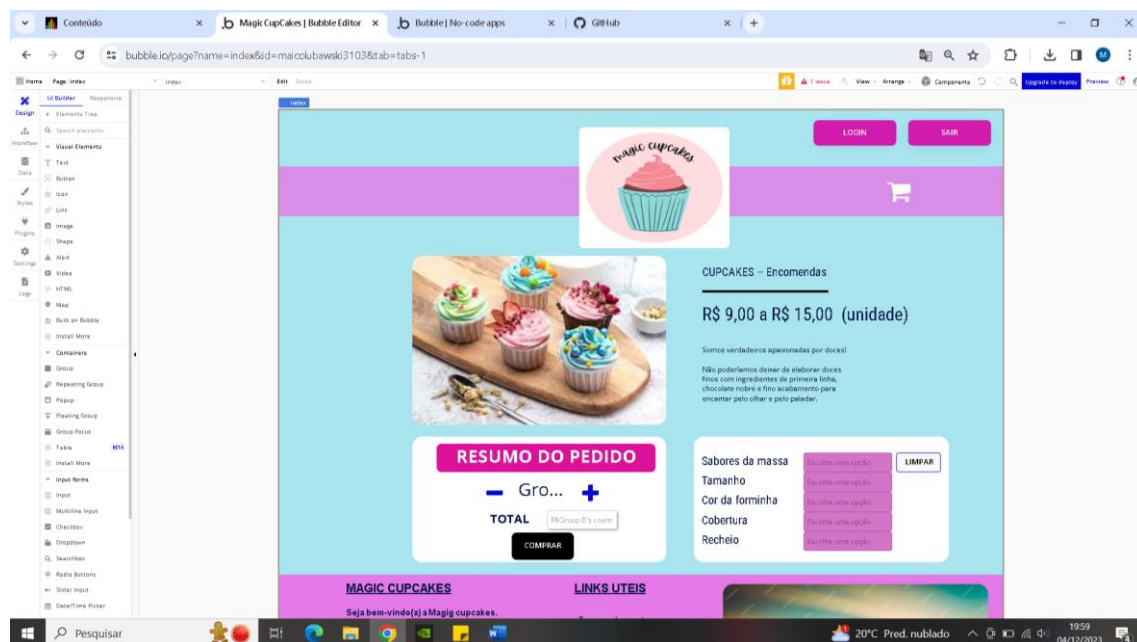 Conteúdo
Magic CupCakes | Bubble Editor
Bubble | No-code apps
GitHub
bubble.io/page?name=index&id=maicolubawski3103&tab=tabs-1
M
Home Page: index index Edit Saved
1 issue View Arrange Components Upgrade to deploy Preview
Design
Workflow
Data
Styles
Plugins
Settings
Logs
UI Builder Responsive
Elements Tree
Search elements
Visual Elements
Text
Button
Icon
Link
Image
Shape
Alert
Video
HTML
Map
Built on Bubble
Install More
Containers
Group
Repeating Group
Popup
Floating Group
Group Focus
Table BETA
Install More
Input forms
Input
Multiline Input
Checkbox
Dropdown
Searchbox
Radio Buttons
Slider Input
Date/Time Picker
index
magic cupcakes
LOGIN
SAIR
CUPCAKES – Encomendas
R$ 9,00 a R$ 15,00 (unidade)
Somos verdadeiros apaixonadas por doces!
Não poderíamos deixar de elaborar doces
finos com ingredientes de primeira linha,
chocolate nobre e fino acabamento para
encantar pelo olhar e pelo paladar.
RESUMO DO PEDIDO
Gro...
TOTAL R$Group B's count
COMPRAR
Sabores da massa Escolha uma opção LIMPAR
Tamanho Escolha uma opção
Cor da forminha Escolha uma opção
Cobertura Escolha uma opção
Recheio Escolha uma opção
MAGIC CUPCAKES
LINKS UTEIS
Seja bem-vindo(a) a Magic cupcakes.
Pesquisar
20°C Pred. nublado
19:59
04/12/2023